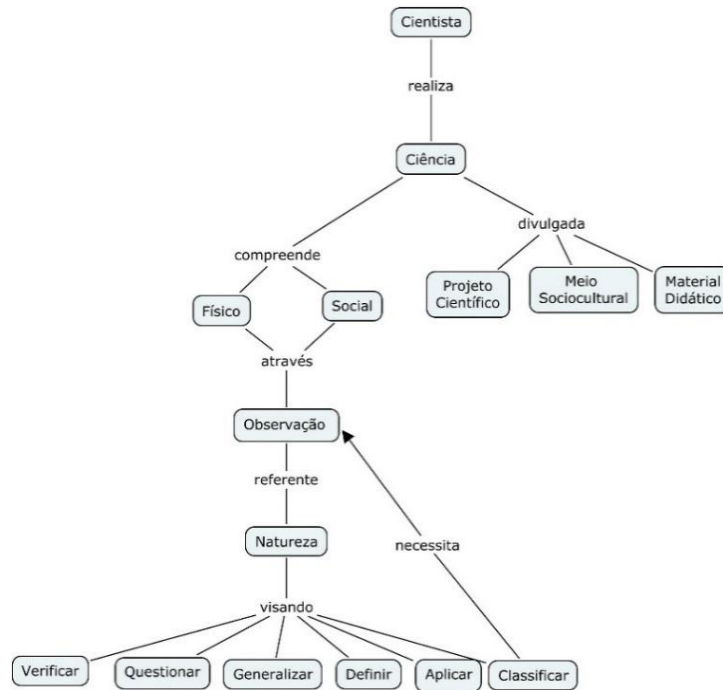 Cientista
realiza
Ciência
divulgada
compreende
Projeto
Científico
Meio
Sociocultural
Material
Didático
Físico
Social
através
Observação
referente
Natureza
necessita
visando
Verificar
Questionar
Generalizar
Definir
Aplicar
Classificar